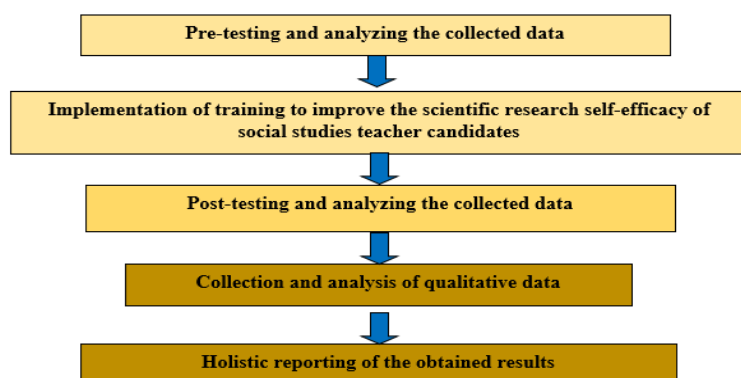 Pre-testing and analyzing the collected data
Implementation of training to improve the scientific research self-efficacy of
social studies teacher candidates
Post-testing and analyzing the collected data
Collection and analysis of qualitative data
Holistic reporting of the obtained results